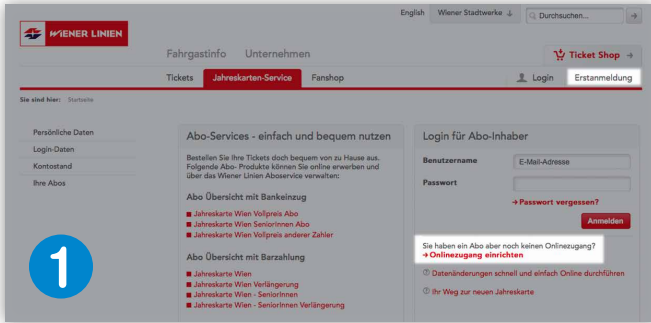 English Wiener Stadtwerke Durchsuchen...
WIENER LINIEN
Fahrgastinfo Unternehmen Ticket Shop →
Tickets Jahreskarten-Service Fanshop Login Erstanmeldung
Sie sind hier: Startseite
Persönliche Daten
Login-Daten
Kontostand
Ihre Abos
Abo-Services - einfach und bequem nutzen
Bestellen Sie Ihre Tickets doch bequem von zu Hause aus.
Folgende Abo- Produkte können Sie online erwerben und
über das Wiener Linien Aboservice verwalten:
Abo Übersicht mit Bankeinzug
Jahreskarte Wien Vollpreis Abo
Jahreskarte Wien SeniorInnen Abo
Jahreskarte Wien Vollpreis anderer Zahler
Abo Übersicht mit Barzahlung
Jahreskarte Wien
Jahreskarte Wien Verlängerung
Jahreskarte Wien - SeniorInnen
Jahreskarte Wien - SeniorInnen Verlängerung
Login für Abo-Inhaber
Benutzername E-Mail-Adresse
Passwort
→ Passwort vergessen?
Anmelden
Sie haben ein Abo aber noch keinen Onlinezugang?
→ Onlinezugang einrichten
Datenänderungen schnell und einfach Online durchführen
Ihr Weg zur neuen Jahreskarte
1